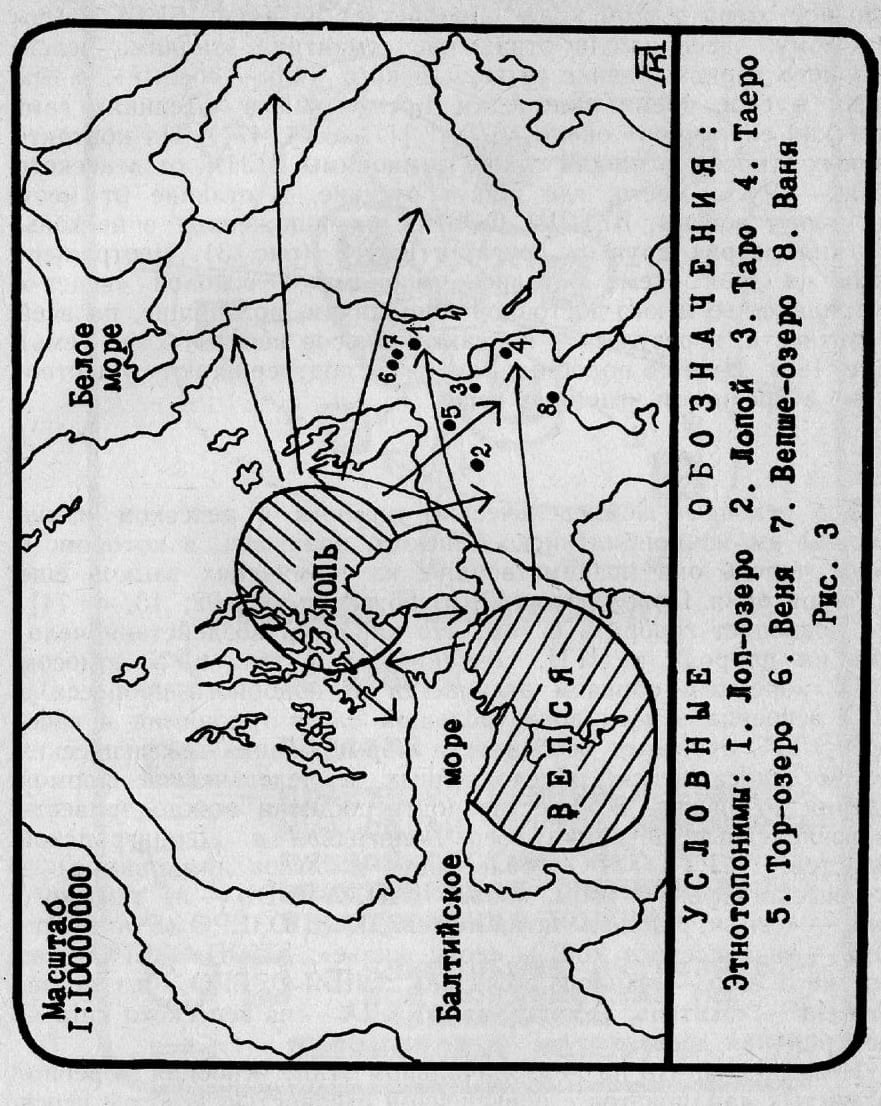 Масштаб
I:I0000000
Белое
море
ЛОПЬ
6 7
1
Балтийское море
5
3
2
4
ВЕПСЯ
8
АК
УСЛОВНЫЕ ОБОЗНАЧЕНИЯ:
Этнотопонимы: I. Лоп-озеро 2. Лопой 3. Таро 4. Таеро
5. Тор-озеро 6. Веня 7. Вепше-озеро 8. Ваня
Рис. 3